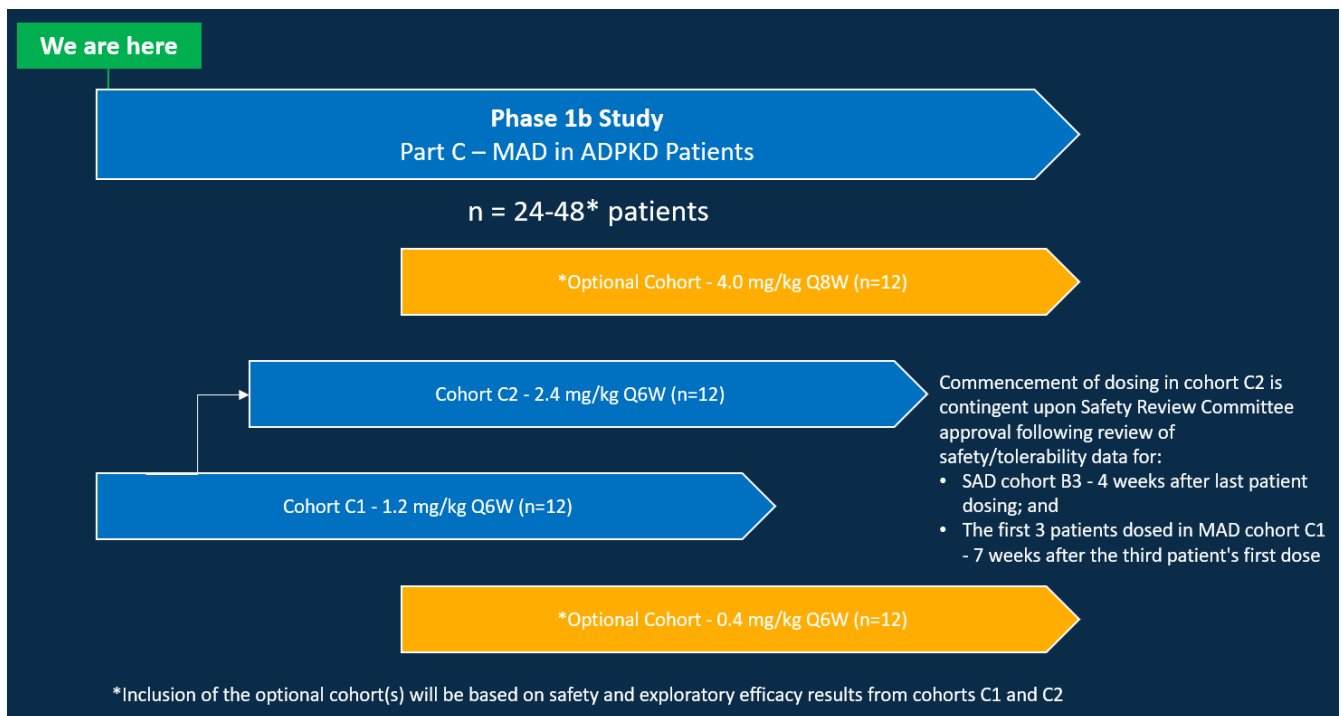 We are here
Phase 1b Study
Part C – MAD in ADPKD Patients
n = 24-48* patients
*Optional Cohort - 4.0 mg/kg Q8W (n=12)
Cohort C2 - 2.4 mg/kg Q6W (n=12)
Commencement of dosing in cohort C2 is
contingent upon Safety Review Committee
approval following review of
safety/tolerability data for:
• SAD cohort B3 - 4 weeks after last patient
dosing; and
• The first 3 patients dosed in MAD cohort C1
- 7 weeks after the third patient's first dose
Cohort C1 - 1.2 mg/kg Q6W (n=12)
*Optional Cohort - 0.4 mg/kg Q6W (n=12)
*Inclusion of the optional cohort(s) will be based on safety and exploratory efficacy results from cohorts C1 and C2